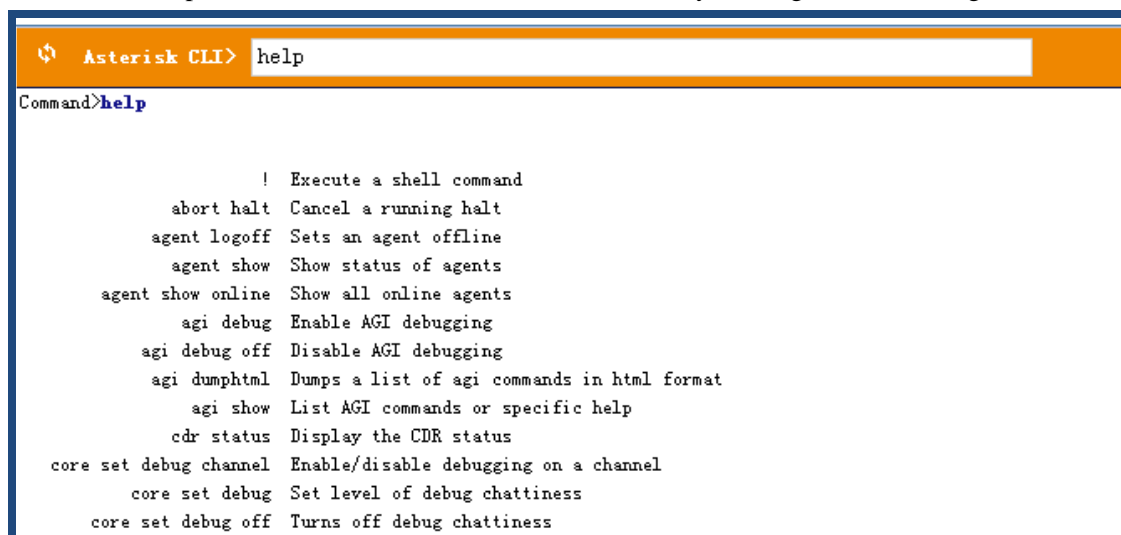 Asterisk CLI> help
Command>help
! Execute a shell command
abort halt Cancel a running halt
agent logoff Sets an agent offline
agent show Show status of agents
agent show online Show all online agents
agi debug Enable AGI debugging
agi debug off Disable AGI debugging
agi dumphtml Dumps a list of agi commands in html format
agi show List AGI commands or specific help
cdr status Display the CDR status
core set debug channel Enable/disable debugging on a channel
core set debug Set level of debug chattiness
core set debug off Turns off debug chattiness